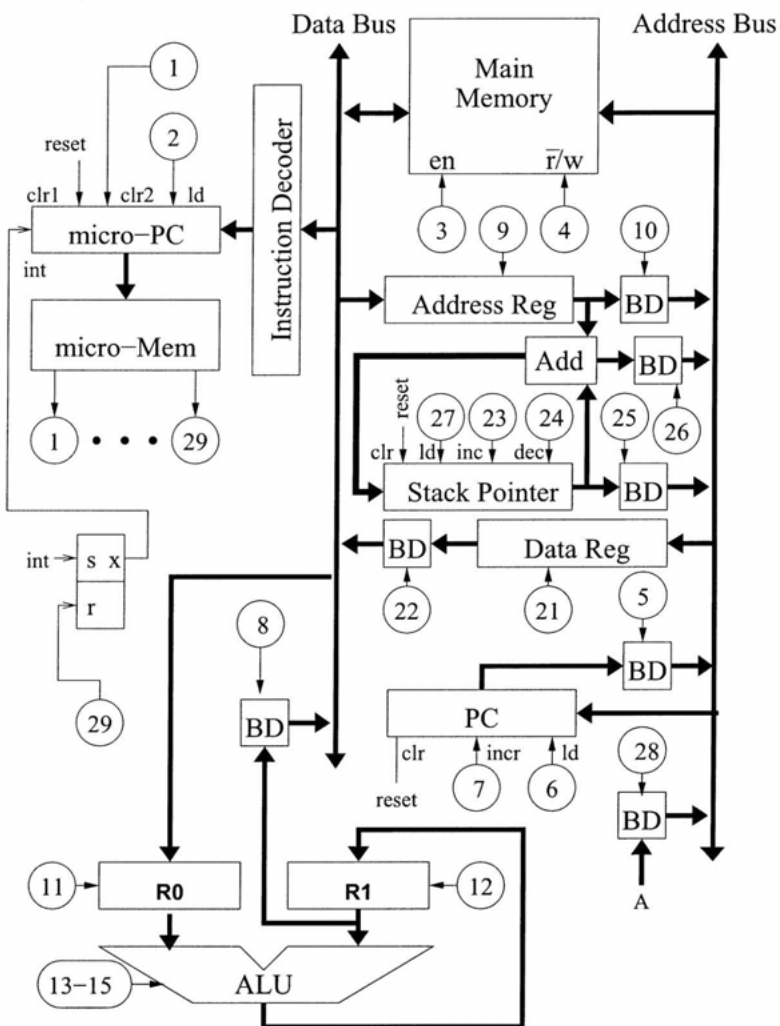 Data Bus
Address Bus
1
Main
Memory
2
reset
en
r̅/w
clr1
clr2
ld
micro−PC
Instruction Decoder
3
9
4
10
int
Address Reg
BD
micro−Mem
Add
BD
reset
27
23
24
25
26
1
• • •
29
clr
ld
inc
dec
Stack Pointer
BD
int
s x
BD
Data Reg
r
22
21
5
8
BD
29
BD
PC
clr
incr
ld
28
reset
7
6
BD
11
R0
R1
12
A
13−15
ALU